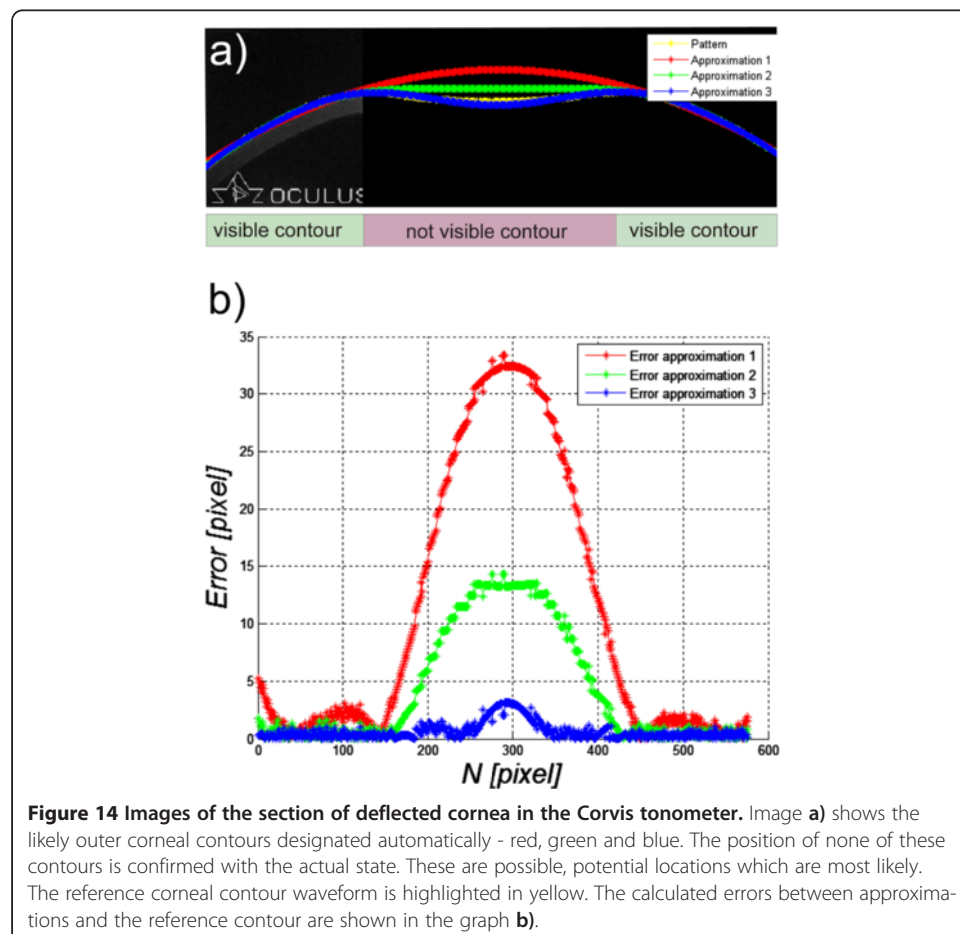 a)
Pattern
Approximation 1
Approximation 2
Approximation 3
OCULUS
visible contour
not visible contour
visible contour
b)
35
30
25
20
15
10
5
0
Error [pixel]
Error approximation 1
Error approximation 2
Error approximation 3
0 100 200 300 400 500 600
N [pixel]
Figure 14 Images of the section of deflected cornea in the Corvis tonometer. Image a) shows the
likely outer corneal contours designated automatically - red, green and blue. The position of none of these
contours is confirmed with the actual state. These are possible, potential locations which are most likely.
The reference corneal contour waveform is highlighted in yellow. The calculated errors between approxima-
tions and the reference contour are shown in the graph b).